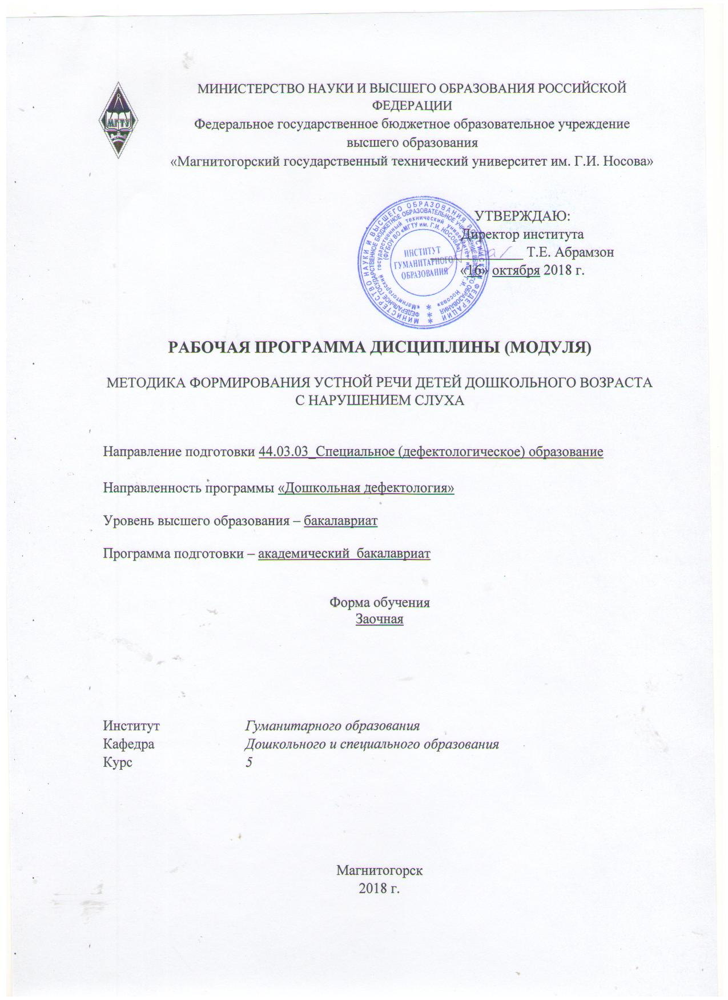 МИНИСТЕРСТВО НАУКИ И ВЫСШЕГО ОБРАЗОВАНИЯ РОССИЙСКОЙ
ФЕДЕРАЦИИ
Федеральное государственное бюджетное образовательное учреждение
высшего образования
«Магнитогорский государственный технический университет им. Г.И. Носова»
МГТУ
УТВЕРЖДАЮ:
Директор института
Т.Е. Абрамзон
«16» октября 2018 г.
МИНИСТЕРСТВО НАУКИ И ВЫСШЕГО ОБРАЗОВАНИЯ РОССИЙСКОЙ ФЕДЕРАЦИИ
ФЕДЕРАЛЬНОЕ ГОСУДАРСТВЕННОЕ БЮДЖЕТНОЕ ОБРАЗОВАТЕЛЬНОЕ УЧРЕЖДЕНИЕ ВЫСШЕГО ОБРАЗОВАНИЯ
«Магнитогорский государственный технический университет им. Г.И. Носова»
(ФГБОУ ВО «МГТУ им. Г.И. НОСОВА»)
ИНСТИТУТ
ГУМАНИТАРНОГО
ОБРАЗОВАНИЯ
РАБОЧАЯ ПРОГРАММА ДИСЦИПЛИНЫ (МОДУЛЯ)
МЕТОДИКА ФОРМИРОВАНИЯ УСТНОЙ РЕЧИ ДЕТЕЙ ДОШКОЛЬНОГО ВОЗРАСТА
С НАРУШЕНИЕМ СЛУХА
Направление подготовки 44.03.03_Специальное (дефектологическое) образование
Направленность программы «Дошкольная дефектология»
Уровень высшего образования – бакалавриат
Программа подготовки – академический бакалавриат
Форма обучения
Заочная
Институт Гуманитарного образования
Кафедра Дошкольного и специального образования
Курс 5
Магнитогорск
2018 г.